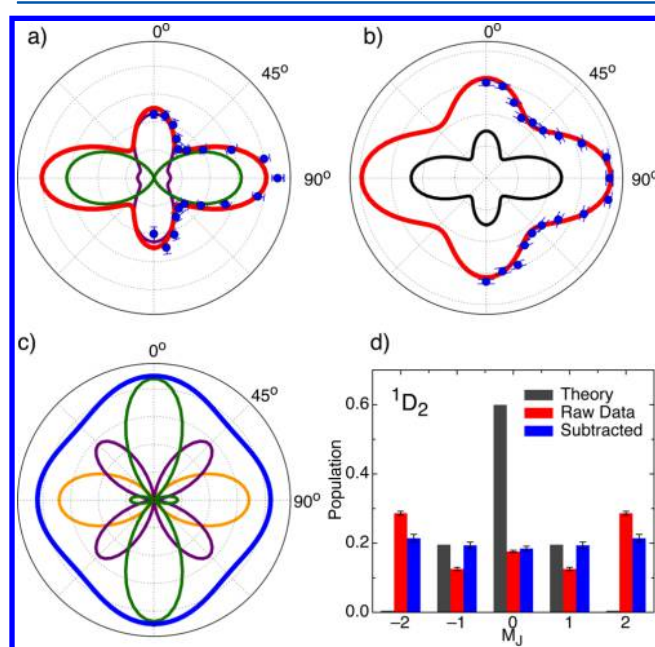 a)
0°
45°
90°
b)
0°
45°
90°
c)
0°
45°
90°
d)
¹D₂
Theory
Raw Data
Subtracted
Population
0.6
0.4
0.2
0.0
−2 −1 0 1 2
M_J